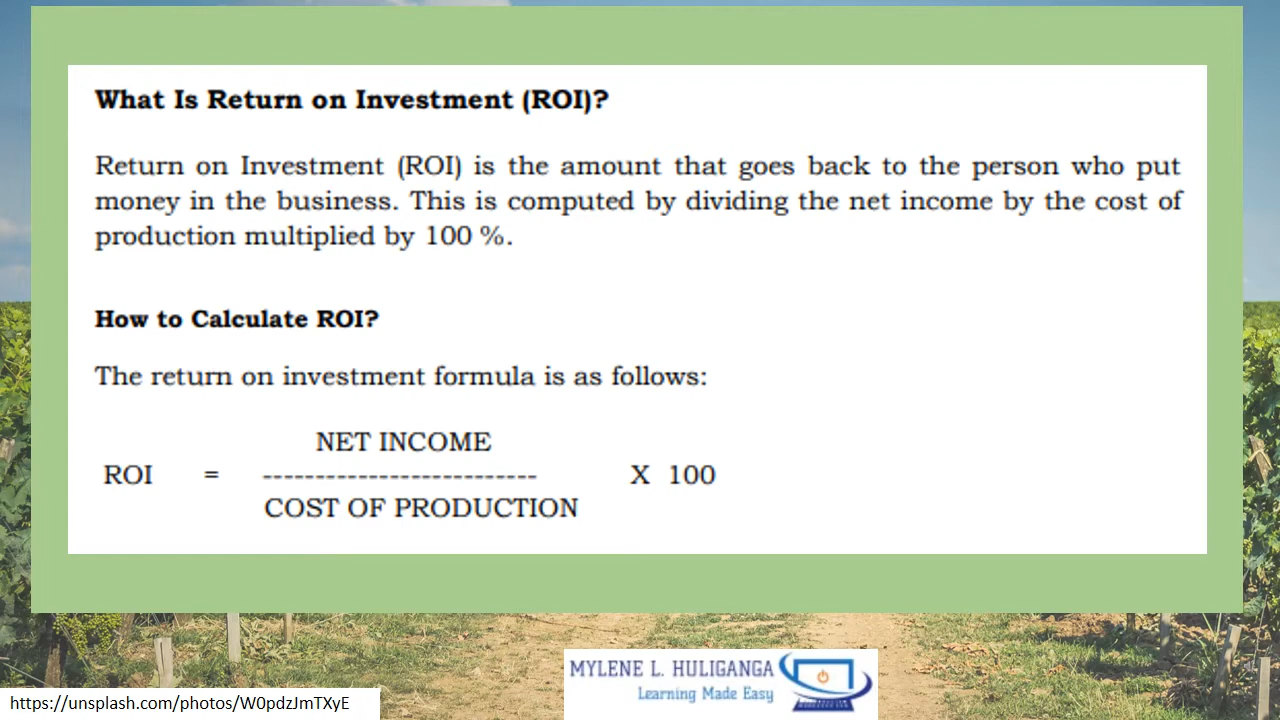 What Is Return on Investment (ROI)?
Return on Investment (ROI) is the amount that goes back to the person who put
money in the business. This is computed by dividing the net income by the cost of
production multiplied by 100 %.
How to Calculate ROI?
The return on investment formula is as follows:
NET INCOME
ROI = -------------------------- X 100
COST OF PRODUCTION
MYLENE L. HULIGANGA
Learning Made Easy
https://unsplash.com/photos/W0pdzJmTXyE